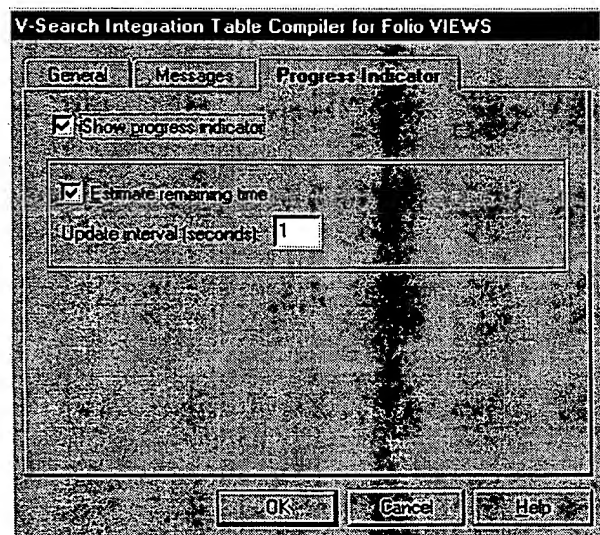 V-Search Integration Table Compiler for Folio VIEWS
General Messages Progress Indicator
Show progress indicator
Estimate remaining time
Update interval (seconds): 1
OK Cancel Help